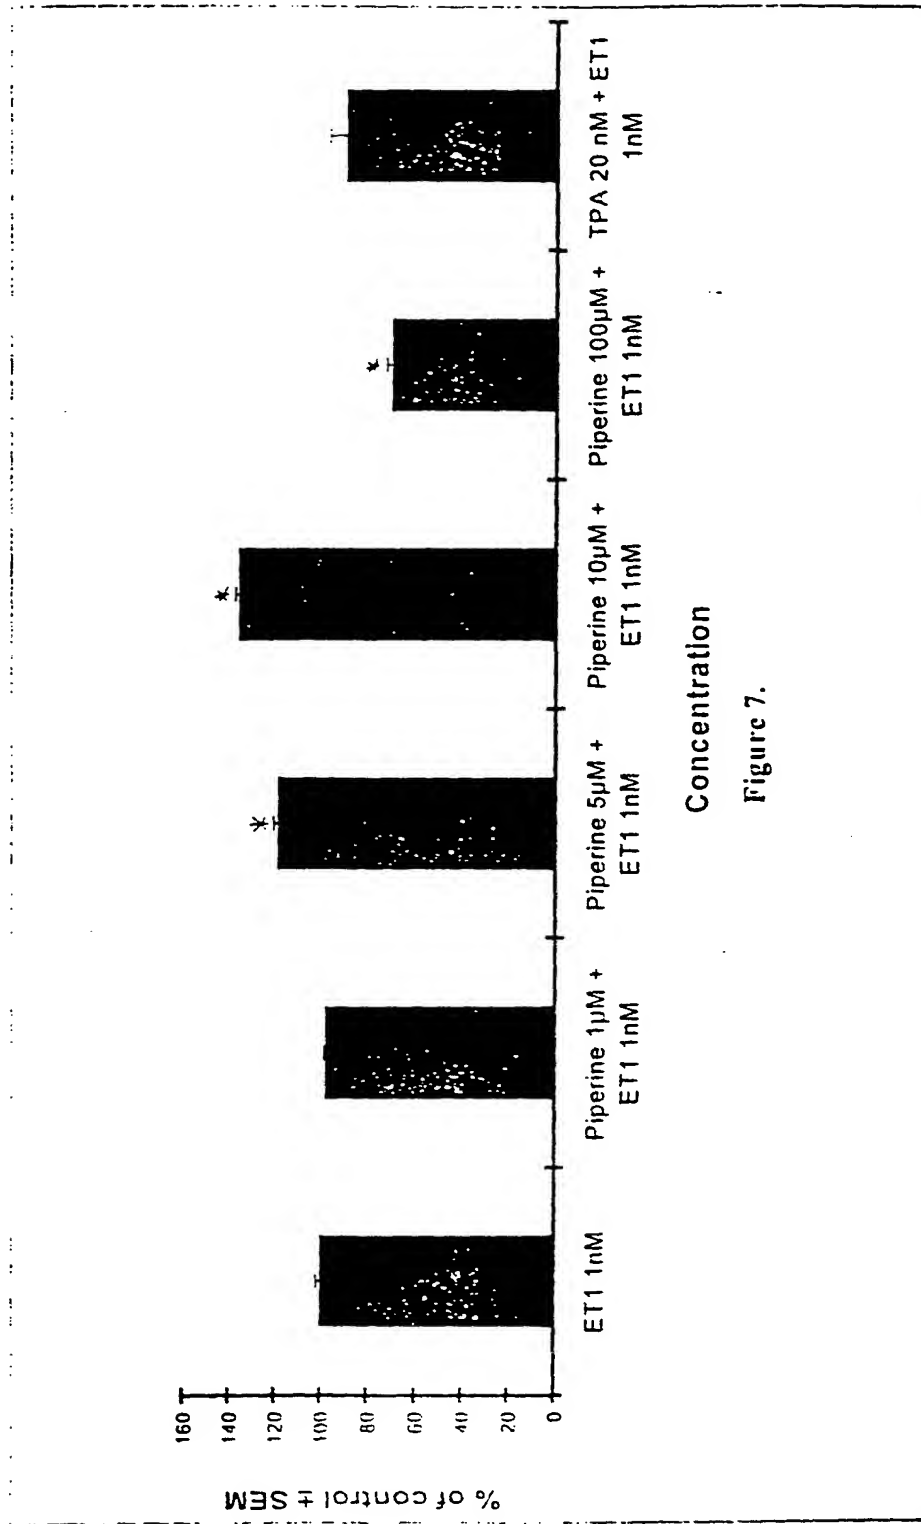 % of control ± SEM
160
140
120
100
80
60
40
20
0
ET1 1nM
Piperine 1µM +
ET1 1nM
Piperine 5µM +
ET1 1nM
Piperine 10µM +
ET1 1nM
Piperine 100µM +
ET1 1nM
TPA 20 nM + ET1
1nM
*
*
*
*
Concentration
Figure 7.